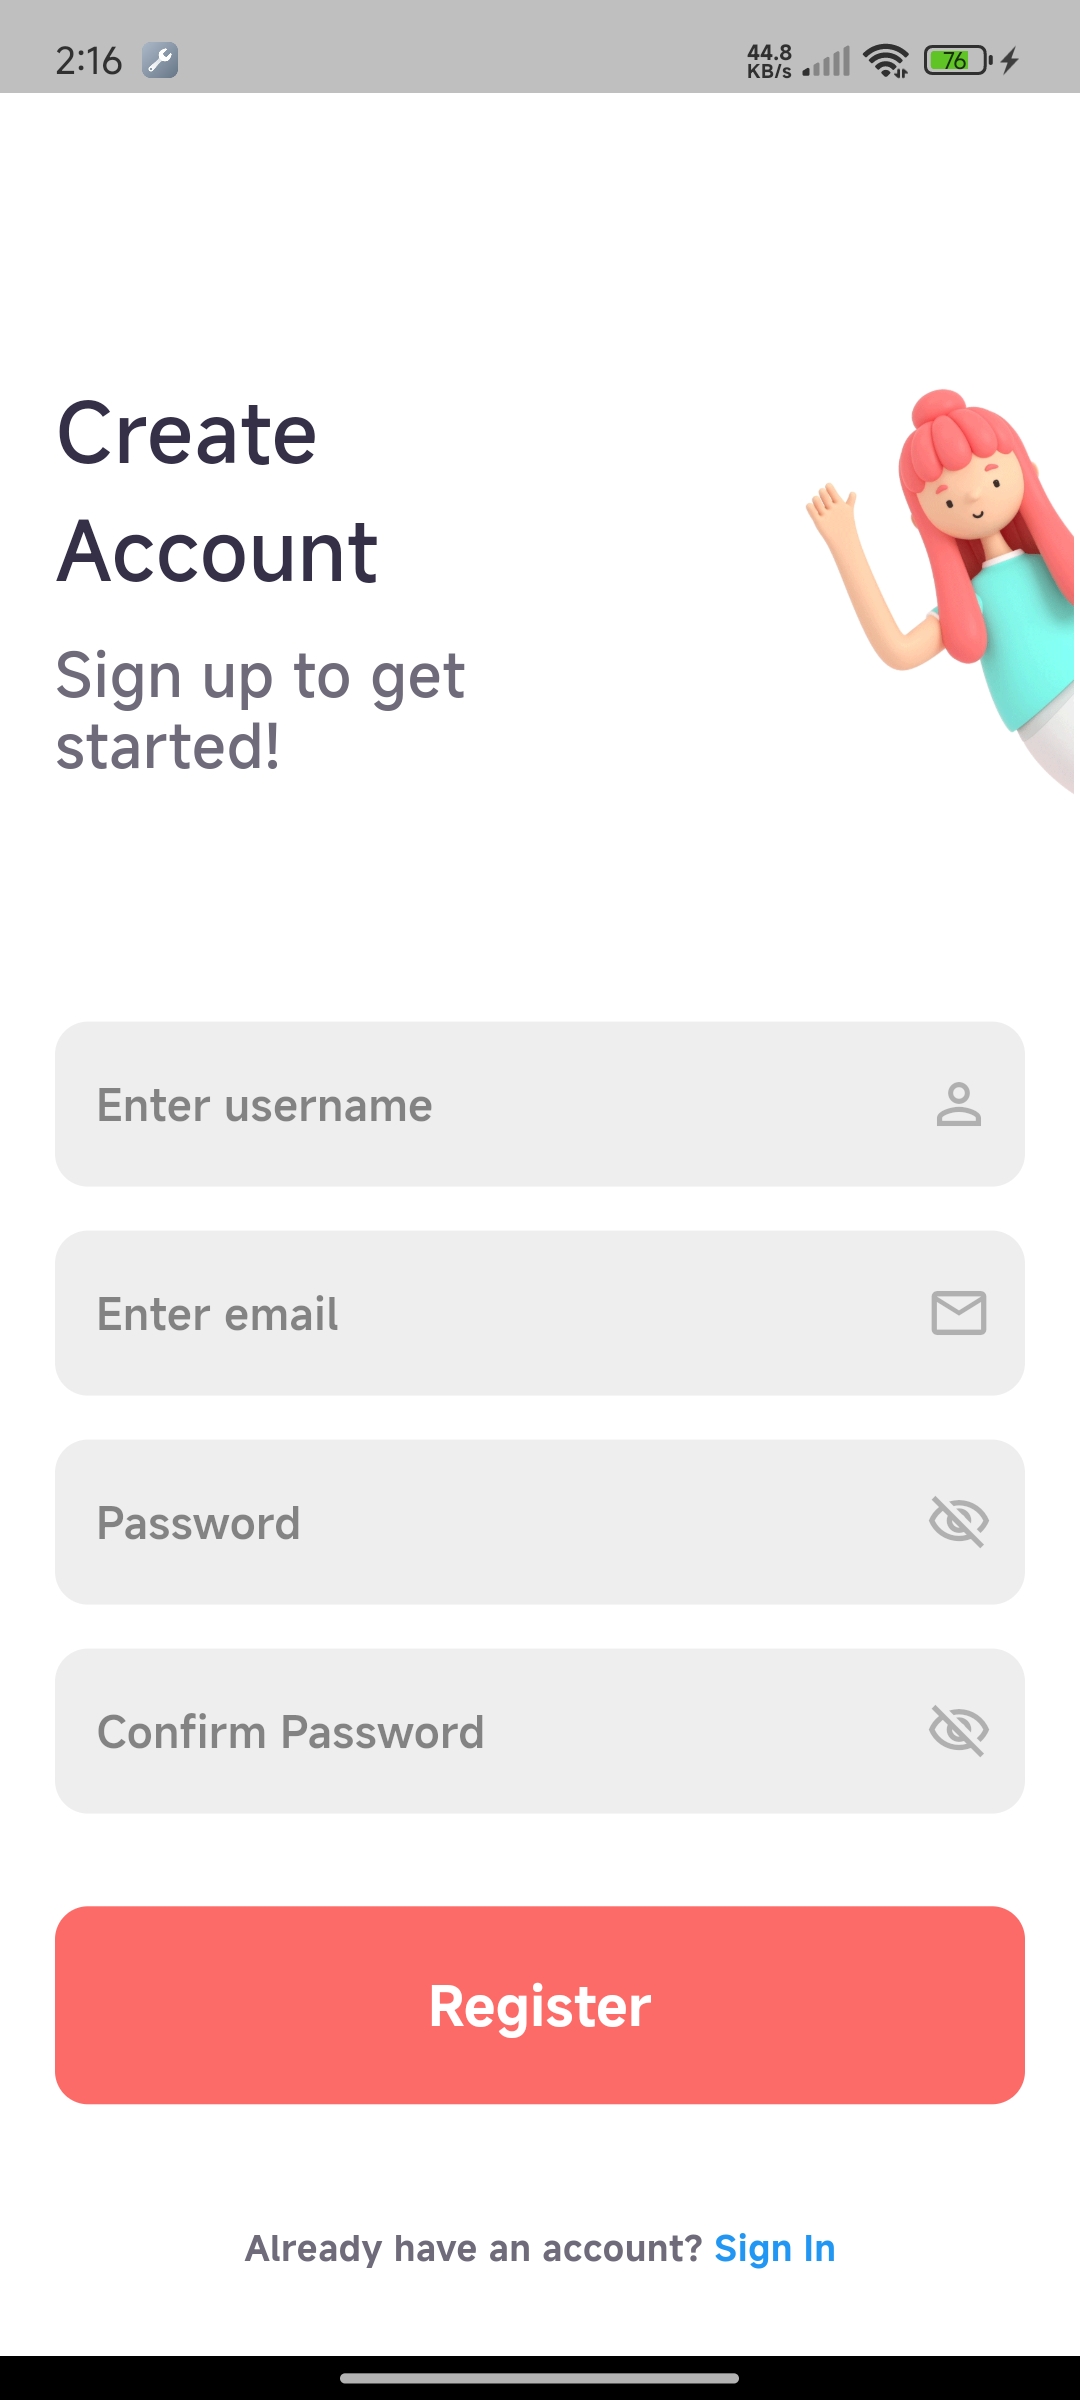 2:16
44.8
KB/s
76
Create
Account
Sign up to get
started!
Enter username
Enter email
Password
Confirm Password
Register
Already have an account? Sign In